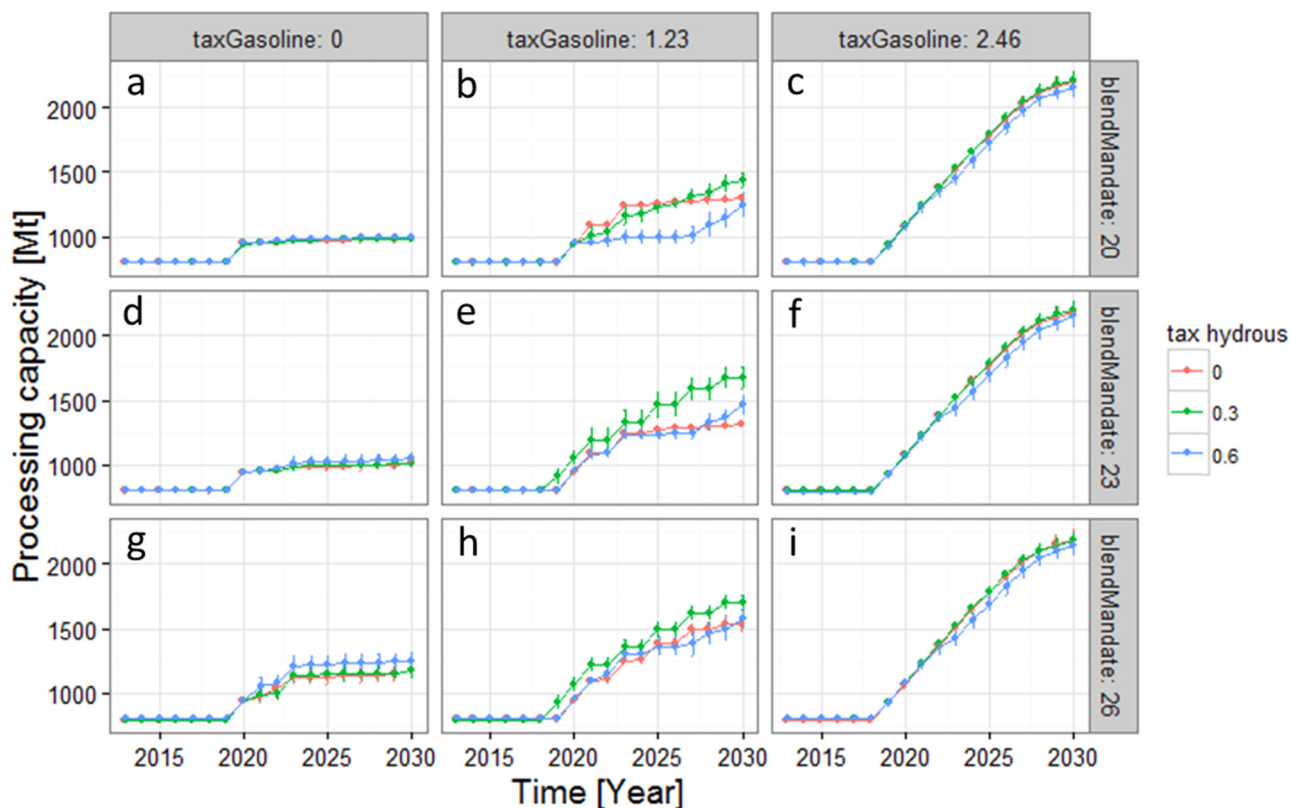 taxGasoline: 0
taxGasoline: 1.23
taxGasoline: 2.46
a
b
c
2000
1500
1000
blendMandate: 20
d
e
f
2000
1500
1000
blendMandate: 23
g
h
i
2000
1500
1000
blendMandate: 26
Processing capacity [Mt]
2015 2020 2025 2030
2015 2020 2025 2030
2015 2020 2025 2030
Time [Year]
tax hydrous
0
0.3
0.6